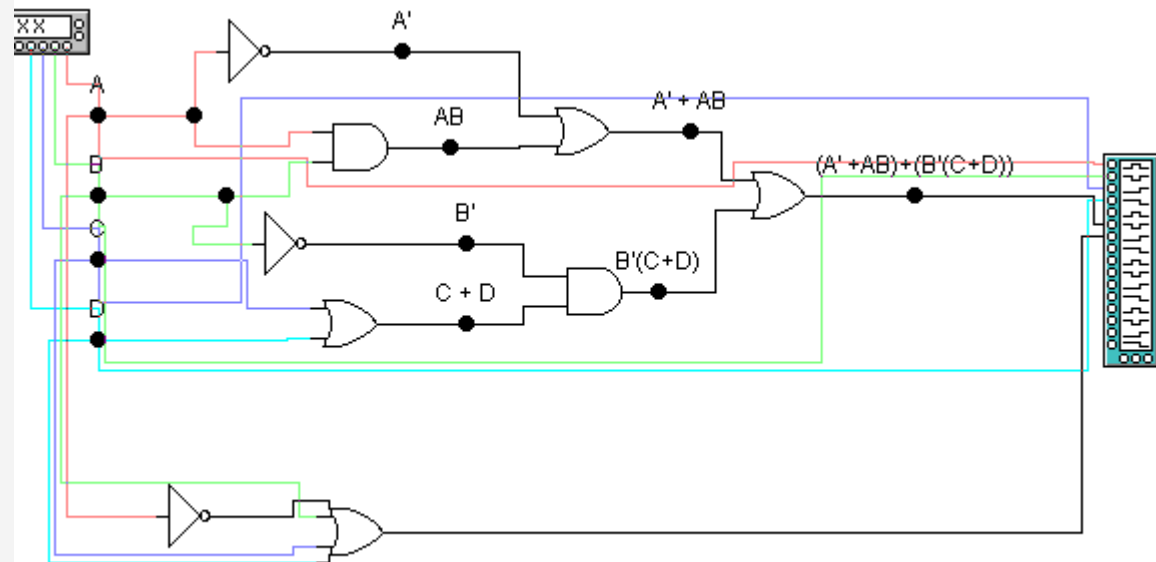 XX
A'
A
AB
A' + AB
B
(A' +AB)+(B'(C+D))
B'
C
B'(C+D)
C + D
D